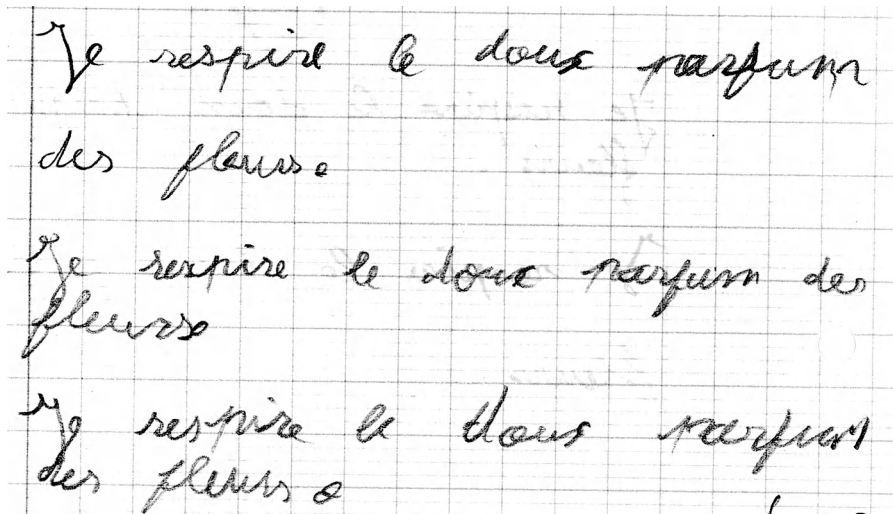 Je respire le doux parfum
des fleurs.
Je respire le doux parfum des
fleurs.
Je respire le doux parfum
des fleurs.